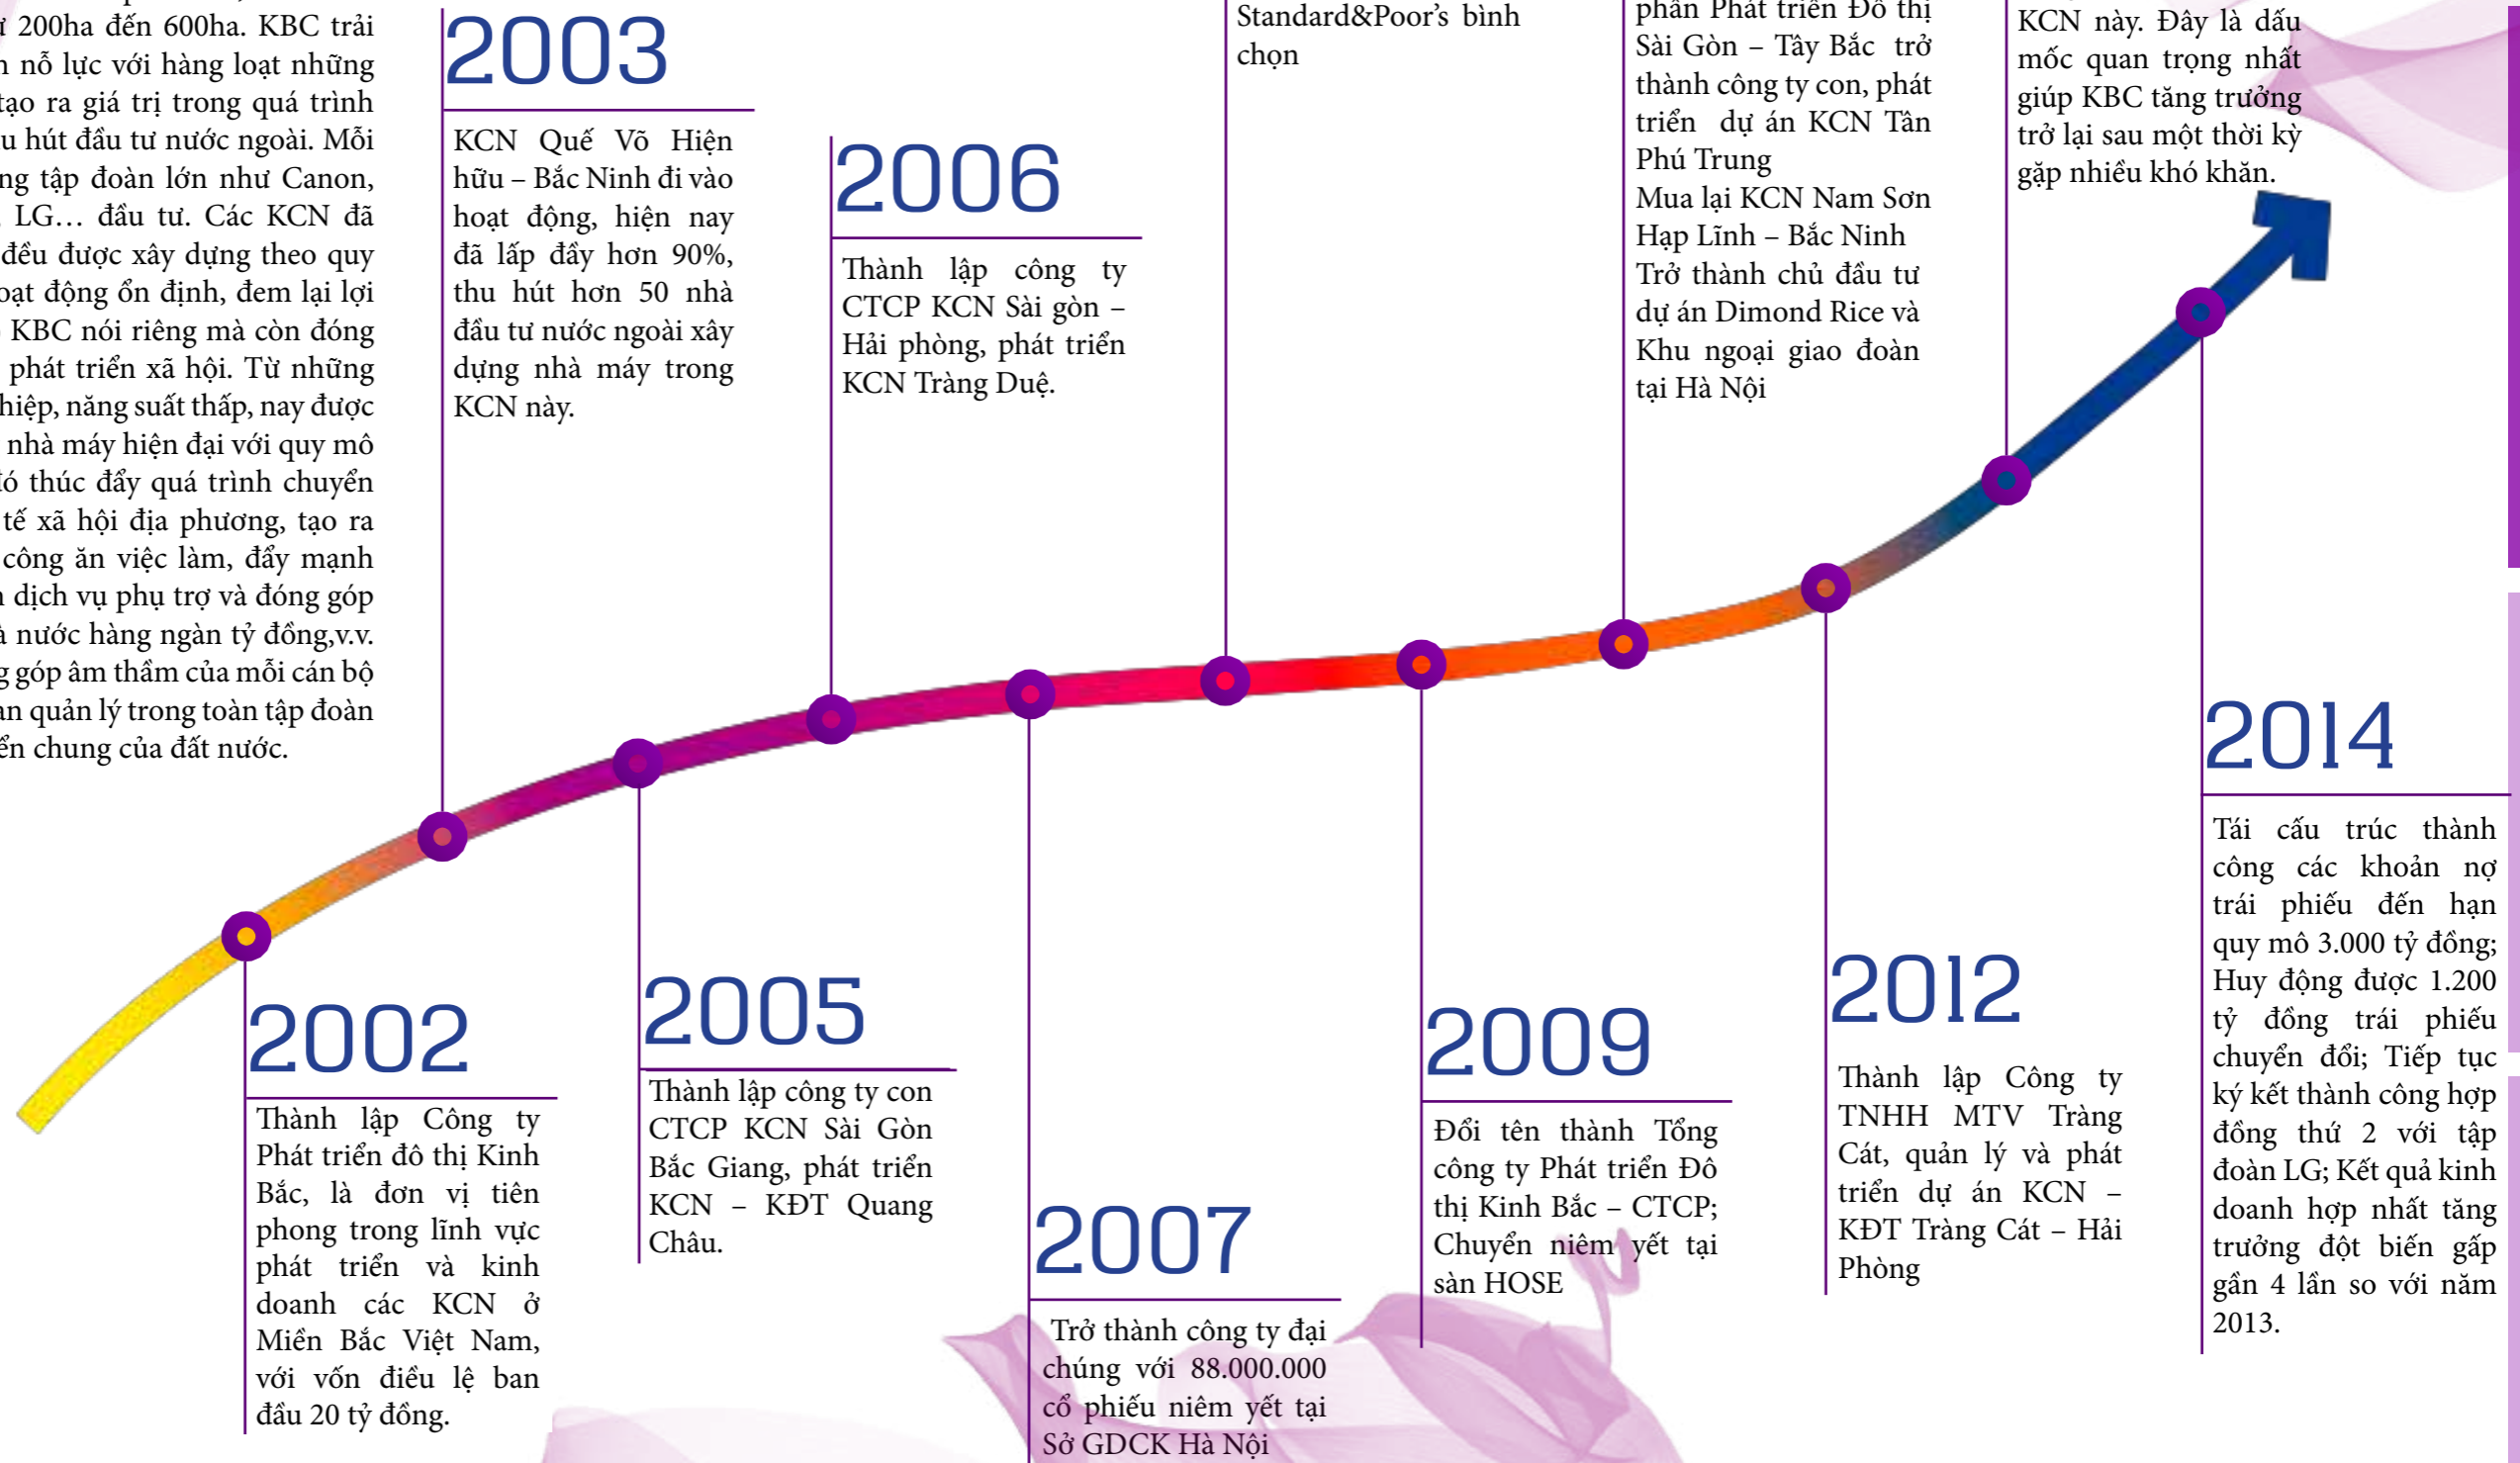 200ha đến 600ha. KBC trải
nỗ lực với hàng loạt những
tạo ra giá trị trong quá trình
hút đầu tư nước ngoài. Mỗi
tập đoàn lớn như Canon,
LG… đầu tư. Các KCN đã
đều được xây dựng theo quy
động ổn định, đem lại lợi
KBC nói riêng mà còn đóng
phát triển xã hội. Từ những
năng suất thấp, nay được
nhà máy hiện đại với quy mô
thúc đẩy quá trình chuyển
tế xã hội địa phương, tạo ra
công ăn việc làm, đẩy mạnh
dịch vụ phụ trợ và đóng góp
nước hàng ngàn tỷ đồng,v.v.
góp âm thầm của mỗi cán bộ
quản lý trong toàn tập đoàn
chung của đất nước.
2002
Thành lập Công ty
Phát triển đô thị Kinh
Bắc, là đơn vị tiên
phong trong lĩnh vực
phát triển và kinh
doanh các KCN ở
Miền Bắc Việt Nam,
với vốn điều lệ ban
đầu 20 tỷ đồng.
2003
KCN Quế Võ Hiện
hữu – Bắc Ninh đi vào
hoạt động, hiện nay
đã lấp đầy hơn 90%,
thu hút hơn 50 nhà
đầu tư nước ngoài xây
dựng nhà máy trong
KCN này.
2005
Thành lập công ty con
CTCP KCN Sài Gòn
Bắc Giang, phát triển
KCN – KĐT Quang
Châu.
2006
Thành lập công ty
CTCP KCN Sài gòn –
Hải phòng, phát triển
KCN Tràng Duệ.
2007
Trở thành công ty đại
chúng với 88.000.000
cổ phiếu niêm yết tại
Sở GDCK Hà Nội
Standard&Poor's bình
chọn
2009
Đổi tên thành Tổng
công ty Phát triển Đô
thị Kinh Bắc – CTCP;
Chuyển niêm yết tại
sàn HOSE
phần Phát triển Đô thị
Sài Gòn – Tây Bắc trở
thành công ty con, phát
triển dự án KCN Tân
Phú Trung
Mua lại KCN Nam Sơn
Hạp Lĩnh – Bắc Ninh
Trở thành chủ đầu tư
dự án Dimond Rice và
Khu ngoại giao đoàn
tại Hà Nội
2012
Thành lập Công ty
TNHH MTV Tràng
Cát, quản lý và phát
triển dự án KCN –
KĐT Tràng Cát – Hải
Phòng
KCN này. Đây là dấu
mốc quan trọng nhất
giúp KBC tăng trưởng
trở lại sau một thời kỳ
gặp nhiều khó khăn.
2014
Tái cấu trúc thành
công các khoản nợ
trái phiếu đến hạn
quy mô 3.000 tỷ đồng;
Huy động được 1.200
tỷ đồng trái phiếu
chuyển đổi; Tiếp tục
ký kết thành công hợp
đồng thứ 2 với tập
đoàn LG; Kết quả kinh
doanh hợp nhất tăng
trưởng đột biến gấp
gần 4 lần so với năm
2013.